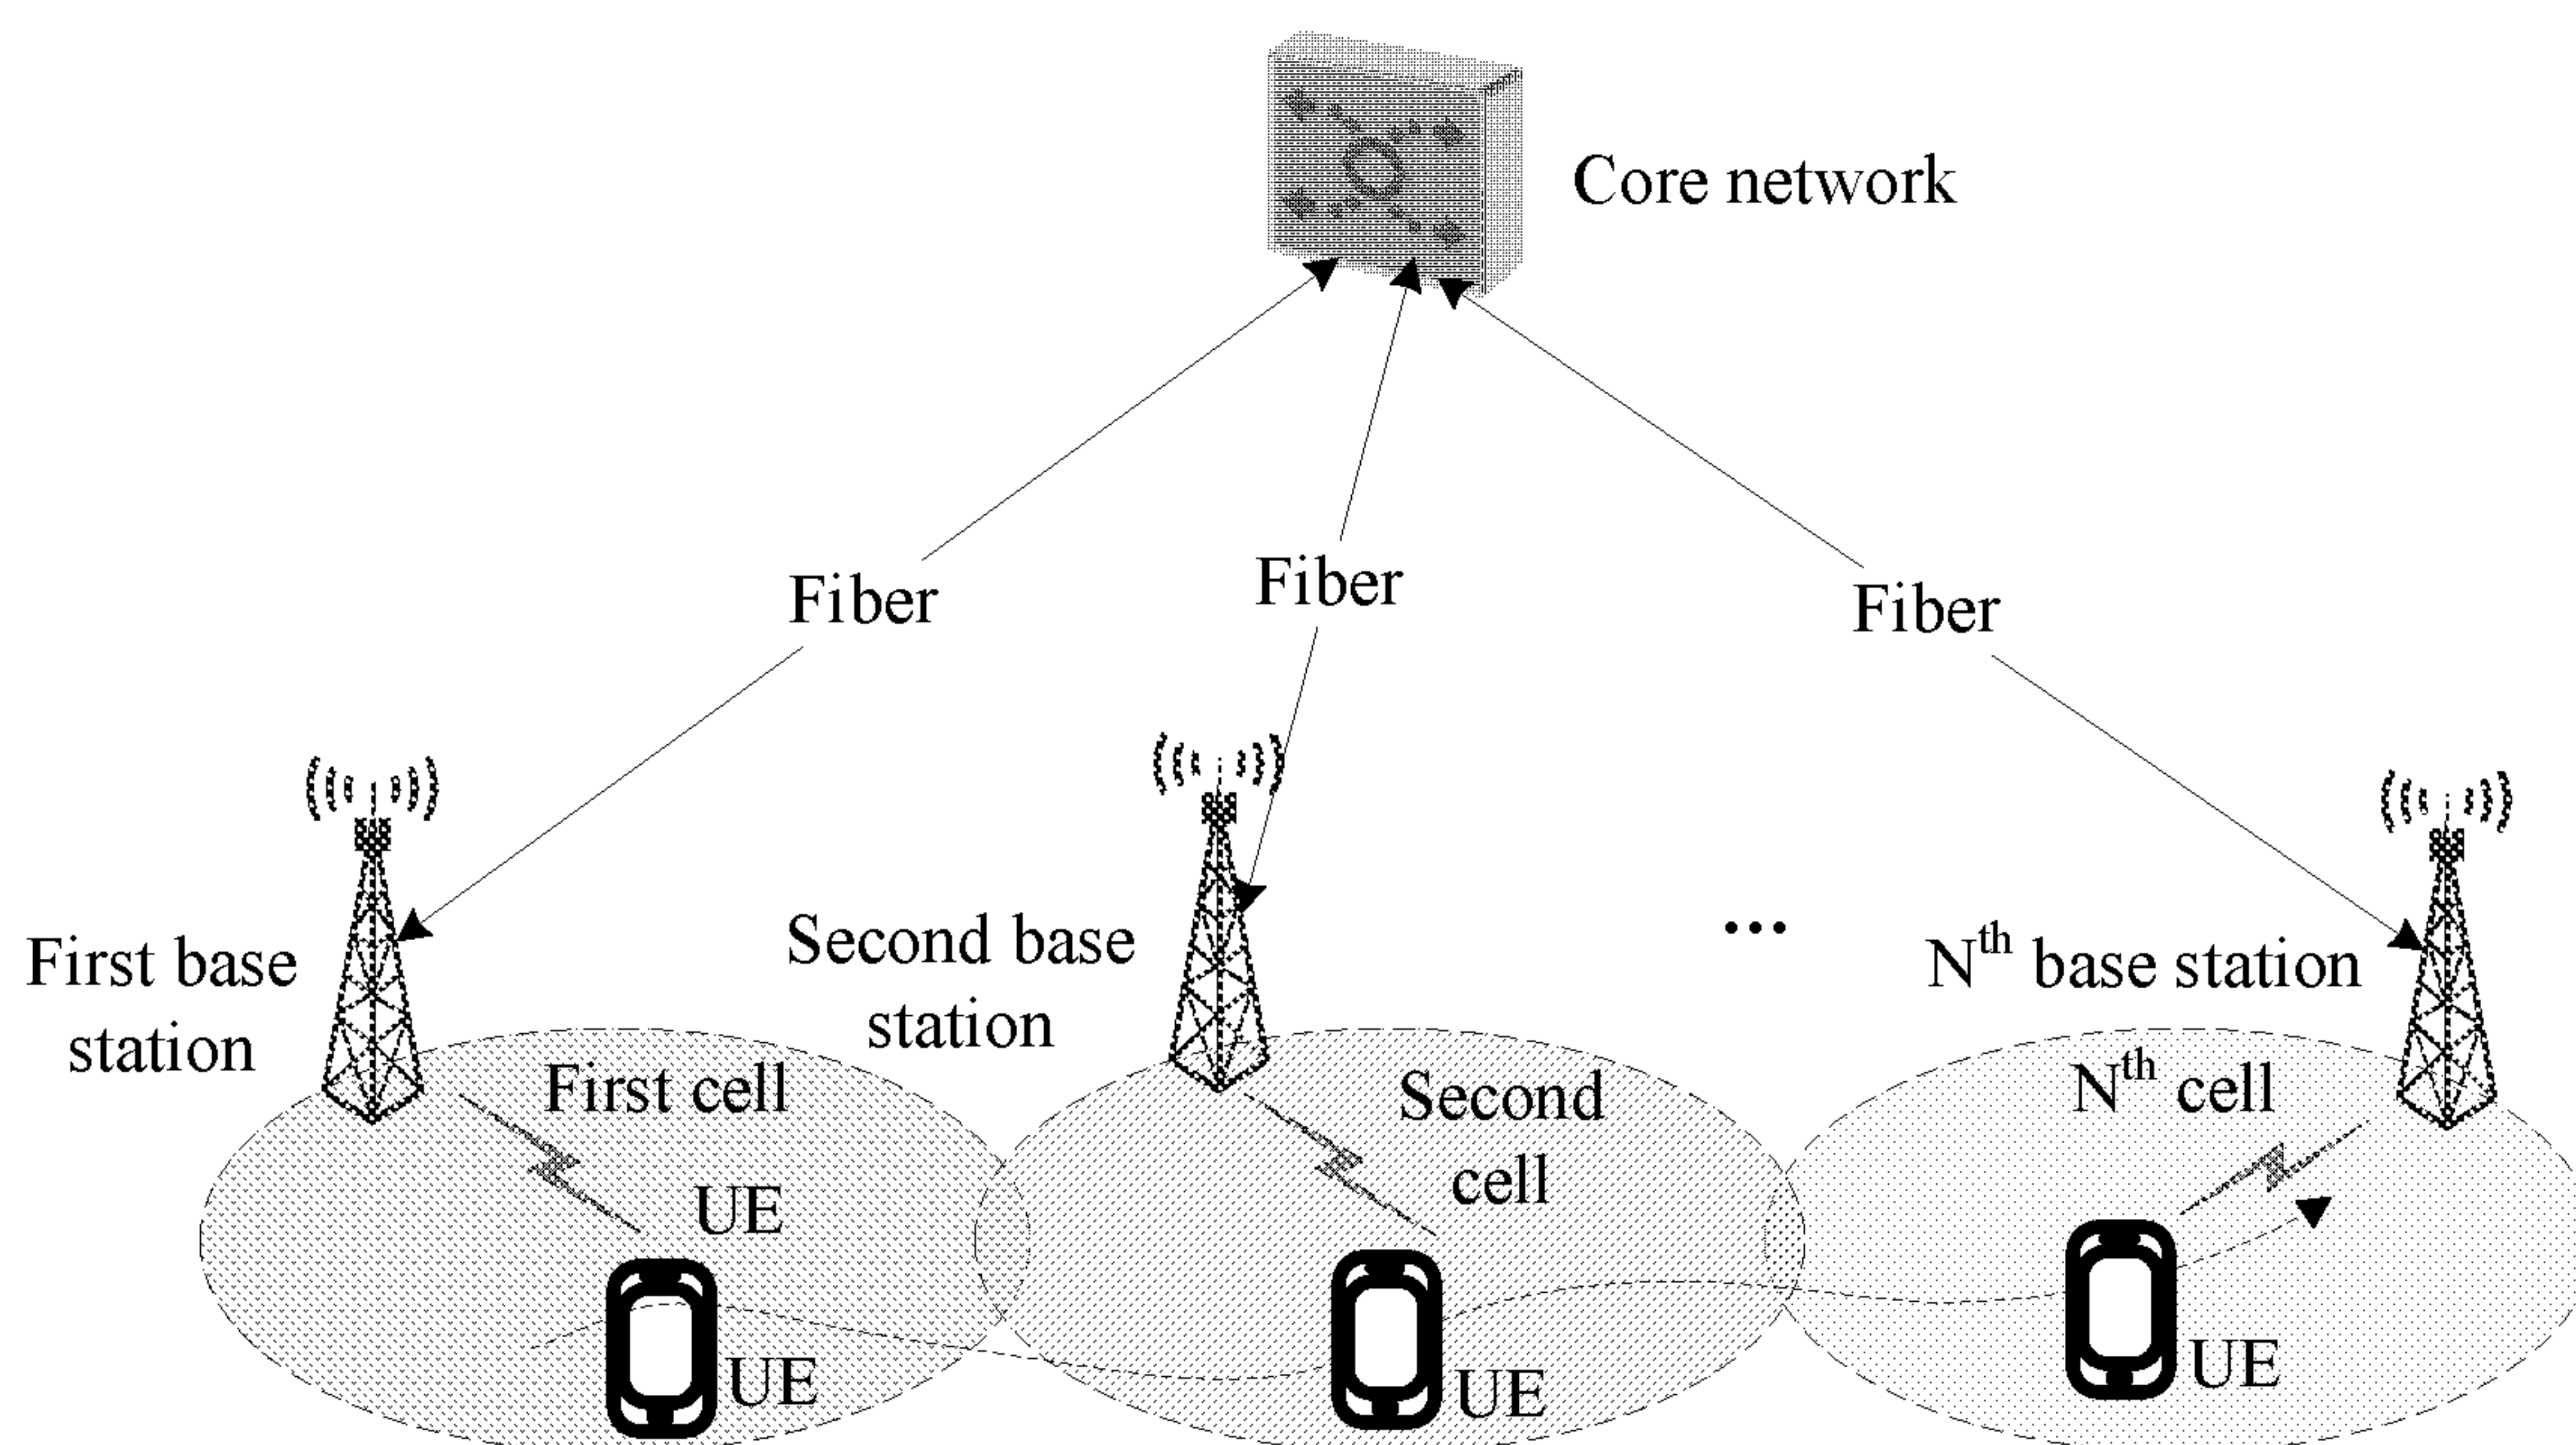 Core network
Fiber
Fiber
Fiber
First base
station
Second base
station
...
Nth base station
First cell
Second
cell
Nth cell
UE
UE
UE
UE